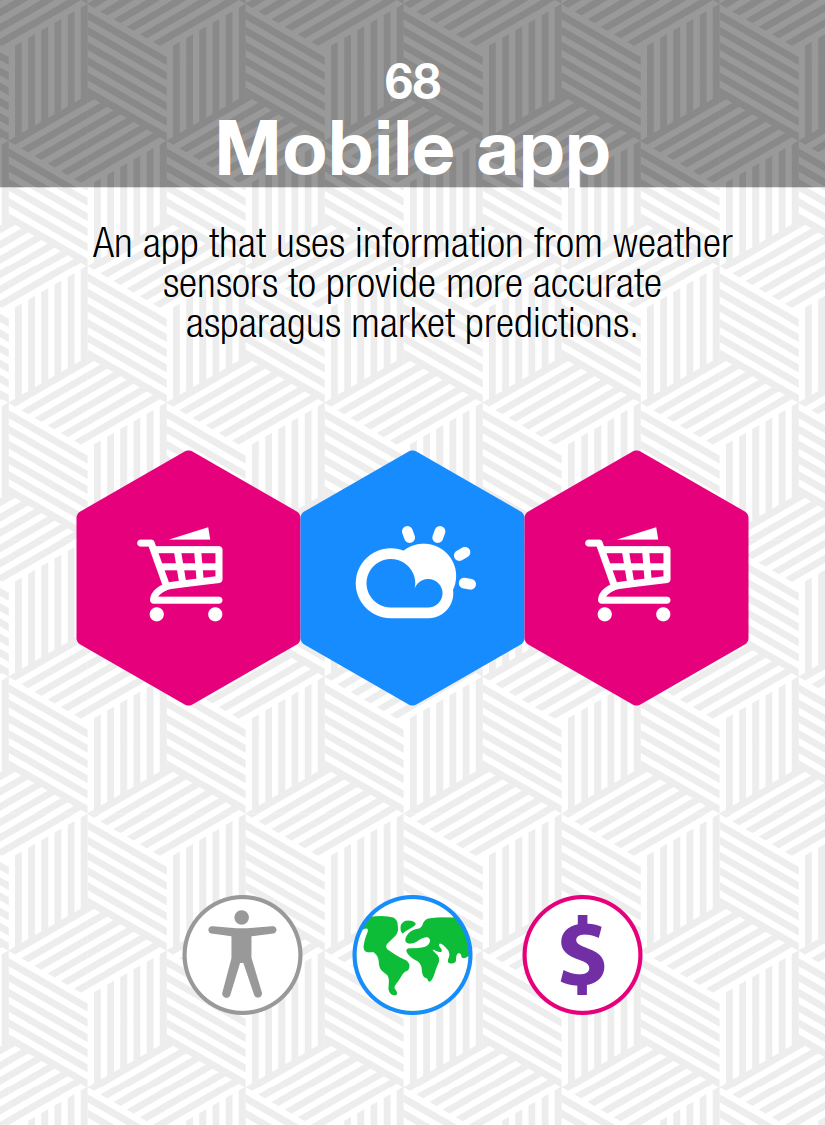 68
Mobile app
An app that uses information from weather
sensors to provide more accurate
asparagus market predictions.
$